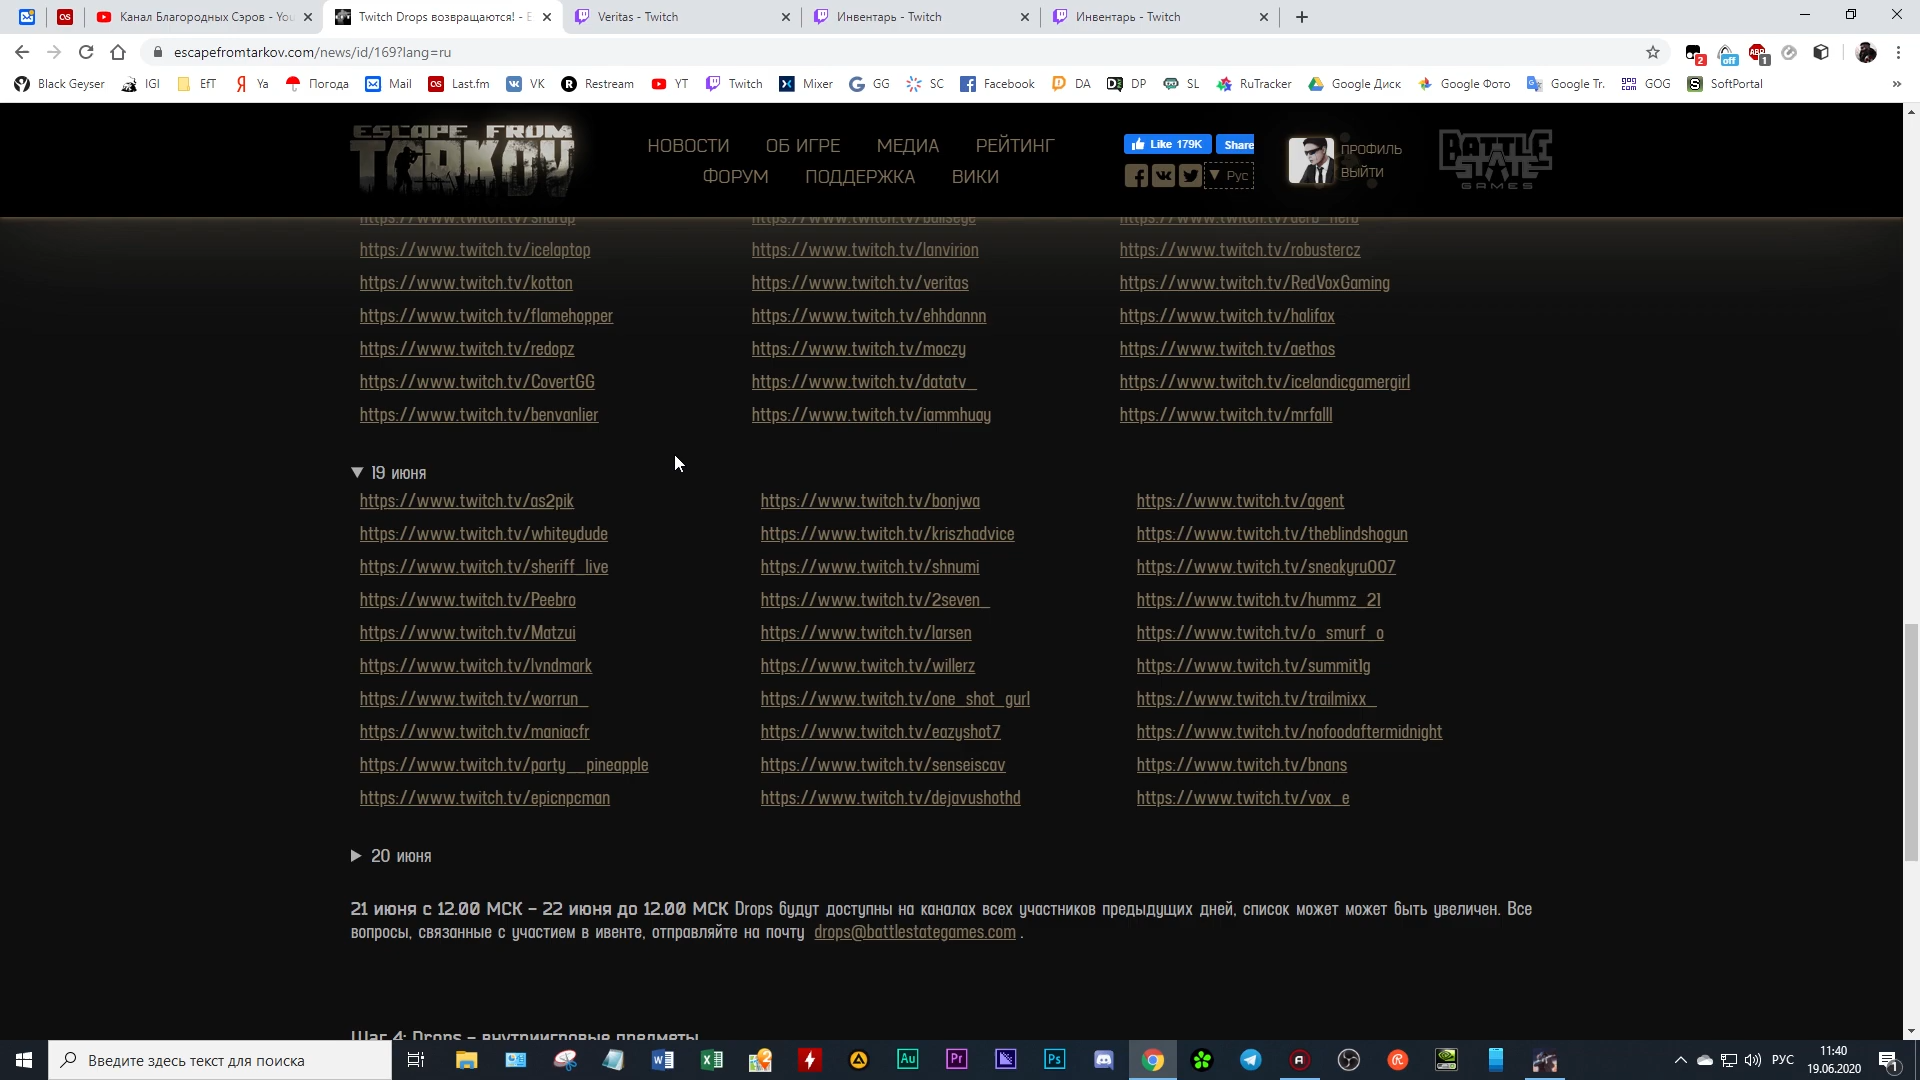 Канал Благородных Сэров - You
Twitch Drops возвращаются! - E
Veritas - Twitch
Инвентарь - Twitch
Инвентарь - Twitch
escapefromtarkov.com/news/id/169?lang=ru
Black Geyser IGI EfT Ya Погода Mail Last.fm VK Restream YT Twitch Mixer GG SC Facebook DA DP SL RuTracker Google Диск Google Фото Google Tr. GOG SoftPortal
ESCAPE FROM TARKOV
НОВОСТИ ОБ ИГРЕ МЕДИА РЕЙТИНГ
ФОРУМ ПОДДЕРЖКА ВИКИ
Like 179K Share
Рус
ПРОФИЛЬ
ВЫЙТИ
BATTLE STATE GAMES
https://www.twitch.tv/icelaptop https://www.twitch.tv/lanvirion https://www.twitch.tv/robustercz
https://www.twitch.tv/kotton https://www.twitch.tv/veritas https://www.twitch.tv/RedVoxGaming
https://www.twitch.tv/flamehopper https://www.twitch.tv/ehhdannn https://www.twitch.tv/halifax
https://www.twitch.tv/redopz https://www.twitch.tv/moczy https://www.twitch.tv/aethos
https://www.twitch.tv/CovertGG https://www.twitch.tv/datatv_ https://www.twitch.tv/icelandicgamergirl
https://www.twitch.tv/benvanlier https://www.twitch.tv/iammhuay https://www.twitch.tv/mrfalll
▼ 19 июня
https://www.twitch.tv/as2pik https://www.twitch.tv/bonjwa https://www.twitch.tv/agent
https://www.twitch.tv/whiteydude https://www.twitch.tv/kriszhadvice https://www.twitch.tv/theblindshogun
https://www.twitch.tv/sheriff_live https://www.twitch.tv/shnumi https://www.twitch.tv/sneakyru007
https://www.twitch.tv/Peebro https://www.twitch.tv/2seven_ https://www.twitch.tv/hummz_21
https://www.twitch.tv/Matzui https://www.twitch.tv/larsen https://www.twitch.tv/o_smurf_o
https://www.twitch.tv/lvndmark https://www.twitch.tv/willerz https://www.twitch.tv/summit1g
https://www.twitch.tv/worrun_ https://www.twitch.tv/one_shot_gurl https://www.twitch.tv/trailmixx_
https://www.twitch.tv/maniacfr https://www.twitch.tv/eazyshot7 https://www.twitch.tv/nofoodaftermidnight
https://www.twitch.tv/party__pineapple https://www.twitch.tv/senseiscav https://www.twitch.tv/bnans
https://www.twitch.tv/epicnpcman https://www.twitch.tv/dejavushothd https://www.twitch.tv/vox_e
▶ 20 июня
21 июня с 12.00 МСК – 22 июня до 12.00 МСК Drops будут доступны на каналах всех участников предыдущих дней, список может может быть увеличен. Все
вопросы, связанные с участием в ивенте, отправляйте на почту drops@battlestategames.com .
Шаг 4: Drops – внутриигровые предметы
Введите здесь текст для поиска
РУС
11:40
19.06.2020